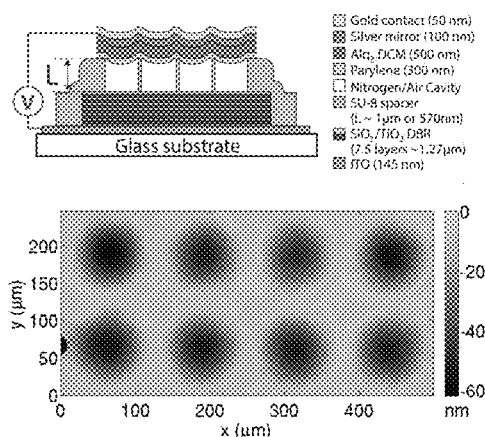 Gold contact (50 nm)
Silver mirror (100 nm)
Alq₃ DCM (500 nm)
Parylene (300 nm)
Nitrogen/Air Cavity
SU-8 spacer
(L ~ 1μm or 570nm)
SiO₂/TiO₂ DBR
(7.5 layers ~1.27μm)
ITO (145 nm)
L
V
Glass substrate
y (μm)
200
150
100
50
0
0
100
200
300
400
x (μm)
0
-20
-40
-60
nm